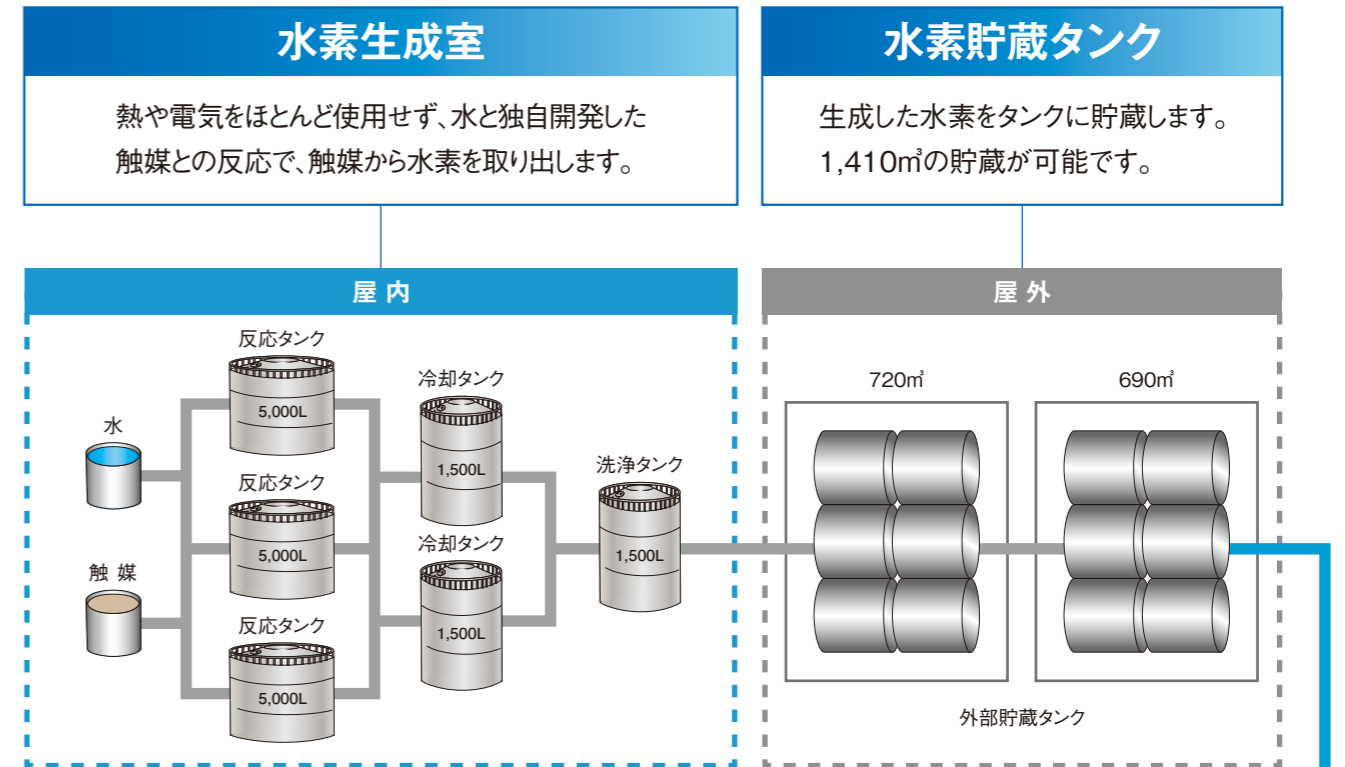 水素生成室
熱や電気をほとんど使用せず、水と独自開発した
触媒との反応で、触媒から水素を取り出します。
水素貯蔵タンク
生成した水素をタンクに貯蔵します。
1,410㎥の貯蔵が可能です。
屋内
反応タンク
5,000L
水
反応タンク
5,000L
触媒
反応タンク
5,000L
冷却タンク
1,500L
冷却タンク
1,500L
洗浄タンク
1,500L
屋外
720㎥
690㎥
外部貯蔵タンク